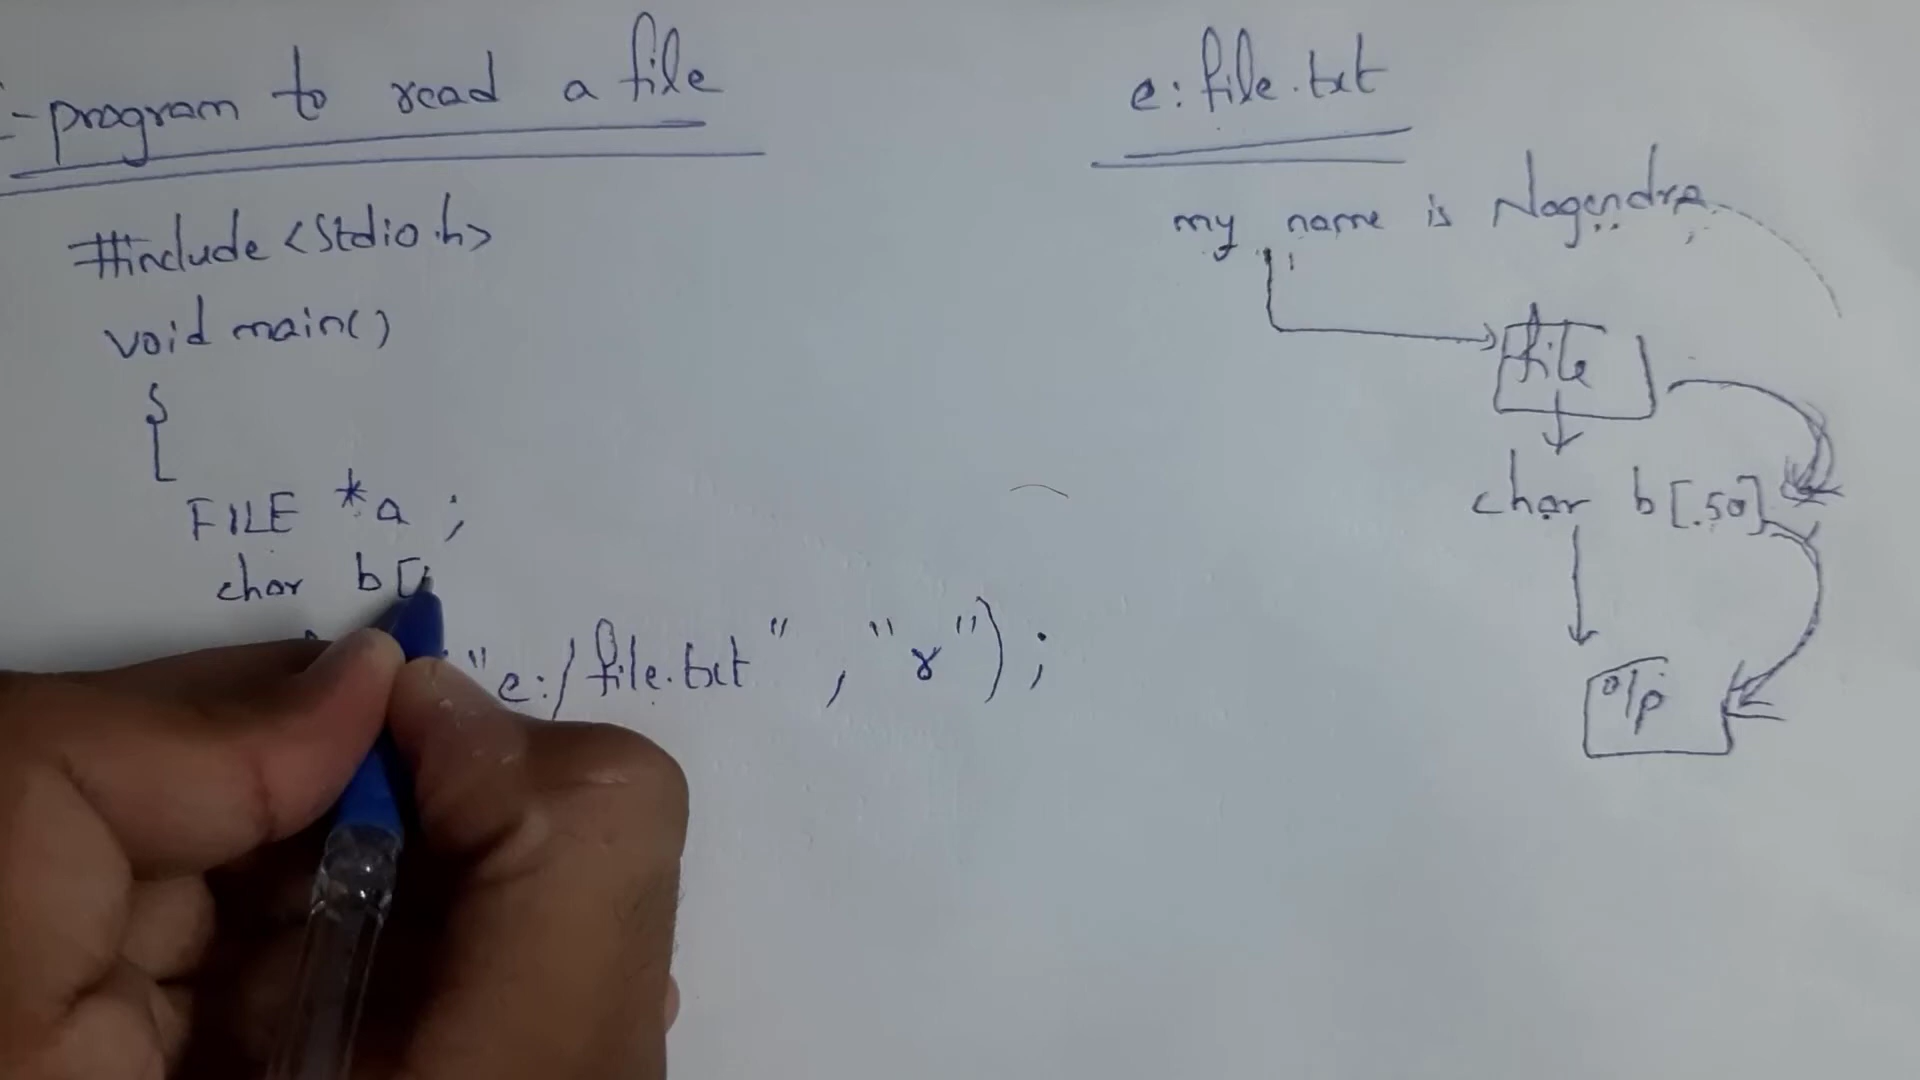 -program to read a file
#include <stdio.h>
void main()
{
FILE *a ;
char b[
"e:/file.txt" , "r");
e: file.txt
my name is Nagendra
file
char b[50]
o/p